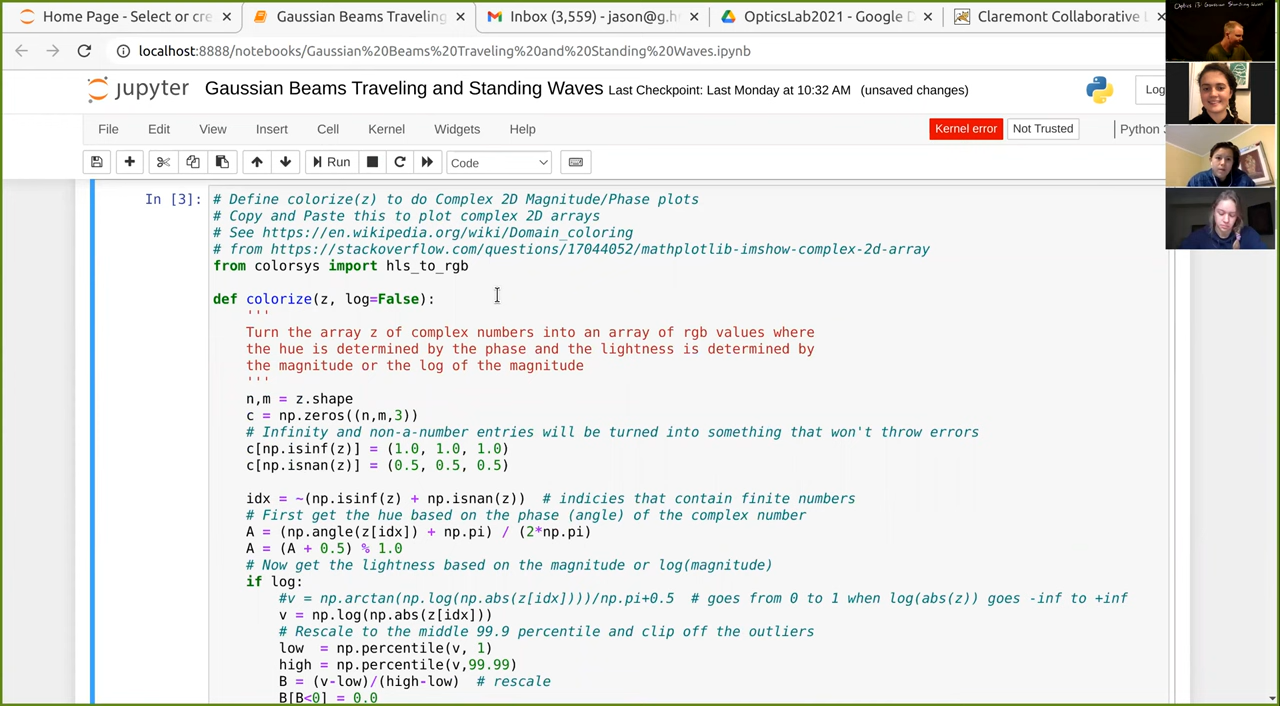 Home Page - Select or cre
Gaussian Beams Traveling
Inbox (3,559) - jason@g.h
OpticsLab2021 - Google D
Claremont Collaborative L
Optics 13: Gaussian Standing Waves
localhost:8888/notebooks/Gaussian%20Beams%20Traveling%20and%20Standing%20Waves.ipynb
jupyter Gaussian Beams Traveling and Standing Waves Last Checkpoint: Last Monday at 10:32 AM (unsaved changes)
Log
File Edit View Insert Cell Kernel Widgets Help
Kernel error Not Trusted Python
Run Code
In [3]:
# Define colorize(z) to do Complex 2D Magnitude/Phase plots
# Copy and Paste this to plot complex 2D arrays
# See https://en.wikipedia.org/wiki/Domain_coloring
# from https://stackoverflow.com/questions/17044052/mathplotlib-imshow-complex-2d-array
from colorsys import hls_to_rgb
def colorize(z, log=False):
'''
Turn the array z of complex numbers into an array of rgb values where
the hue is determined by the phase and the lightness is determined by
the magnitude or the log of the magnitude
'''
n,m = z.shape
c = np.zeros((n,m,3))
# Infinity and non-a-number entries will be turned into something that won't throw errors
c[np.isinf(z)] = (1.0, 1.0, 1.0)
c[np.isnan(z)] = (0.5, 0.5, 0.5)
idx = ~(np.isinf(z) + np.isnan(z))  # indicies that contain finite numbers
# First get the hue based on the phase (angle) of the complex number
A = (np.angle(z[idx]) + np.pi) / (2*np.pi)
A = (A + 0.5) % 1.0
# Now get the lightness based on the magnitude or log(magnitude)
if log:
#v = np.arctan(np.log(np.abs(z[idx])))/np.pi+0.5  # goes from 0 to 1 when log(abs(z)) goes -inf to +inf
v = np.log(np.abs(z[idx]))
# Rescale to the middle 99.9 percentile and clip off the outliers
low  = np.percentile(v, 1)
high = np.percentile(v,99.99)
B = (v-low)/(high-low)  # rescale
B[B<0] = 0.0